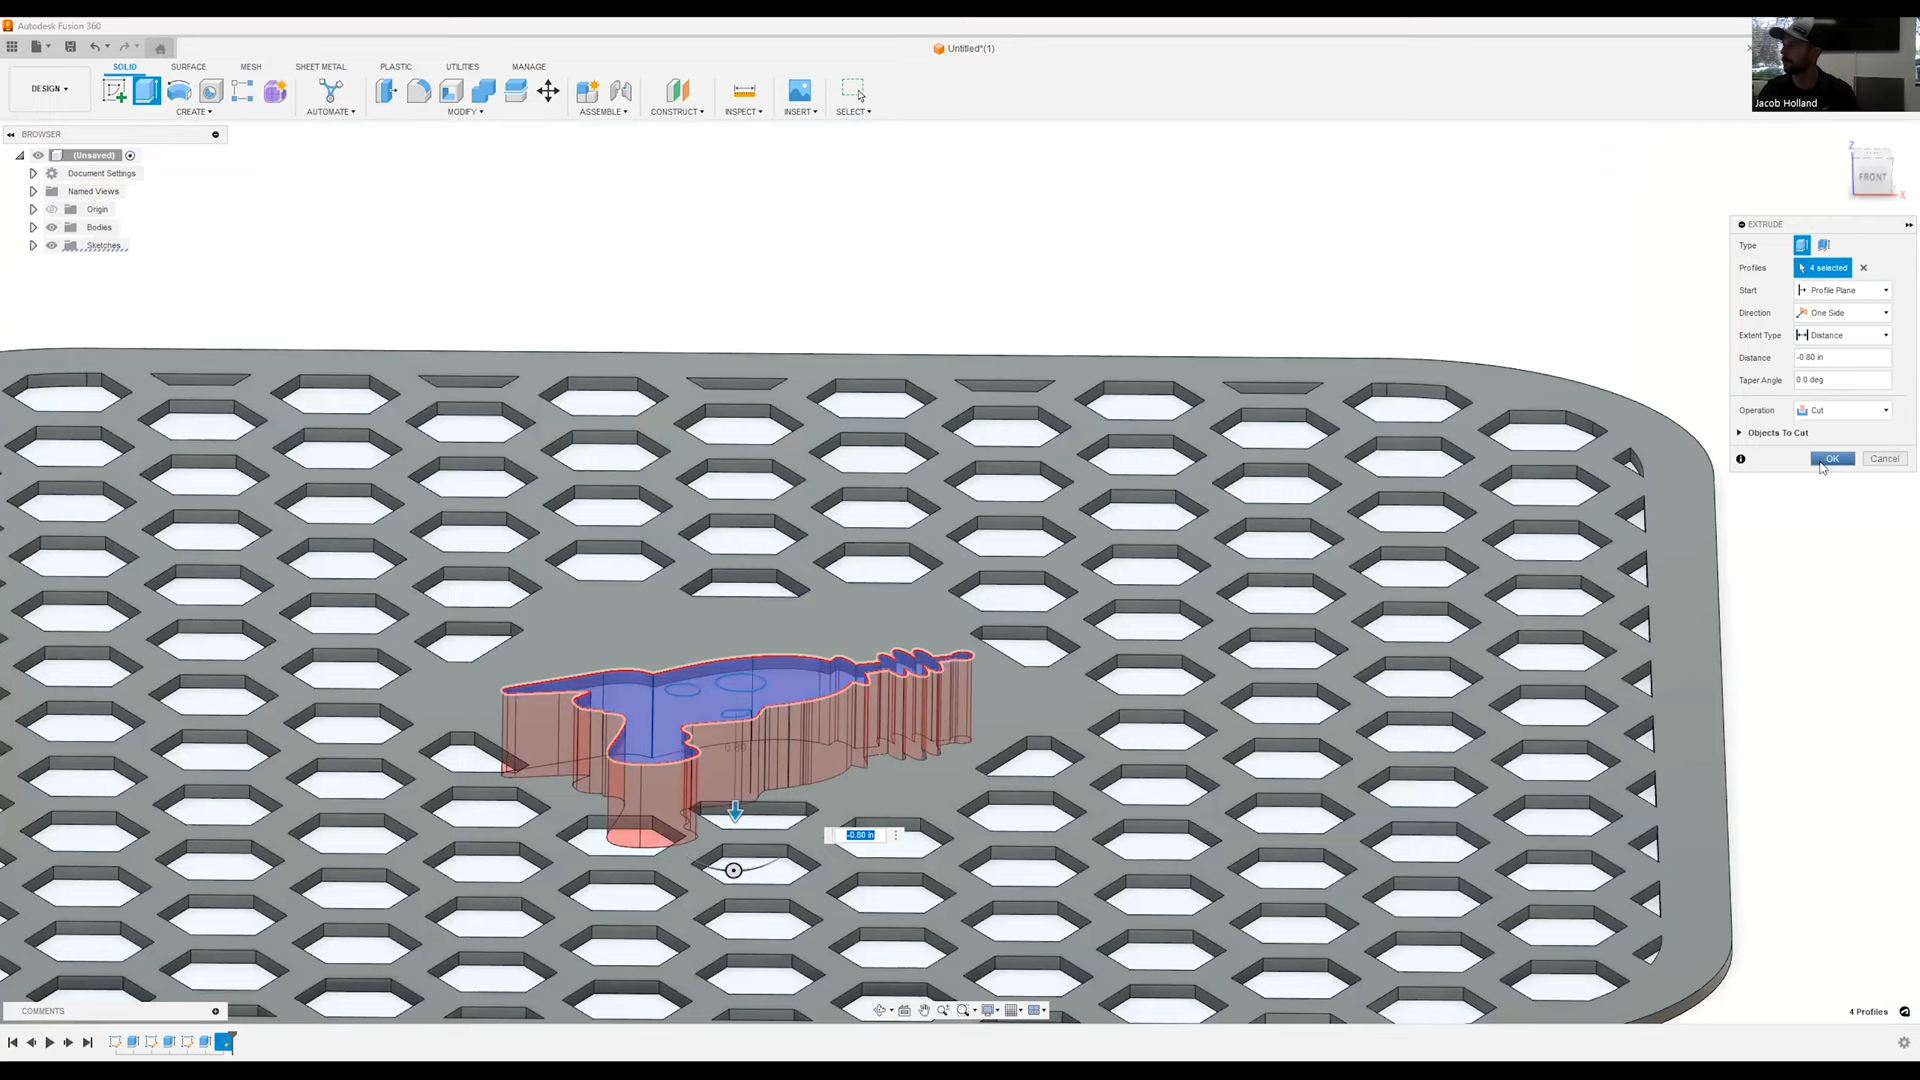 Autodesk Fusion 360
Untitled*(1)
SOLID SURFACE MESH SHEET METAL PLASTIC UTILITIES MANAGE
DESIGN
CREATE AUTOMATE MODIFY ASSEMBLE CONSTRUCT INSPECT INSERT SELECT
Jacob Holland
BROWSER
(Unsaved)
Document Settings
Named Views
Origin
Bodies
Sketches
Z
FRONT
X
EXTRUDE
Type
Profiles 4 selected
Start Profile Plane
Direction One Side
Extent Type Distance
Distance -0.80 in
Taper Angle 0.0 deg
Operation Cut
Objects To Cut
OK Cancel
0.80
-0.80 in
COMMENTS
4 Profiles